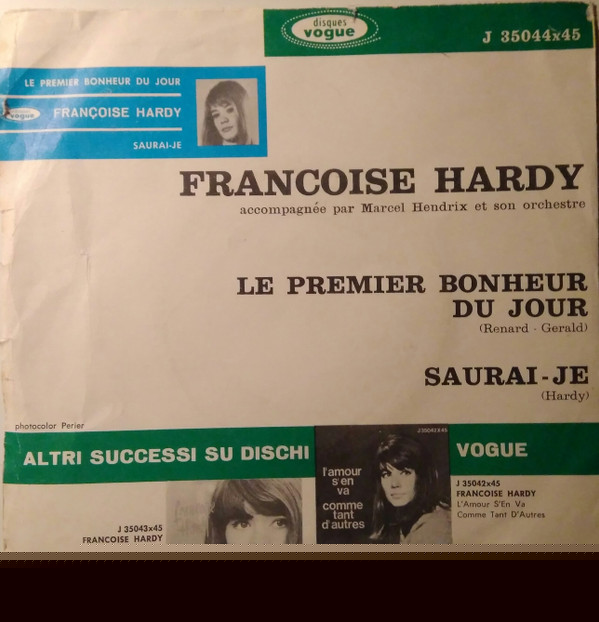 disques
vogue
J 35044x45
LE PREMIER BONHEUR DU JOUR
vogue
FRANÇOISE HARDY
SAURAI-JE
FRANCOISE HARDY
accompagnée par Marcel Hendrix et son orchestre
LE PREMIER BONHEUR
DU JOUR
(Renard - Gerald)
SAURAI-JE
(Hardy)
photocolor Perier
ALTRI SUCCESSI SU DISCHI
VOGUE
J 35043x45
FRANCOISE HARDY
J 35042 X 45
l'amour
s'en
va
comme
tant
d'autres
J 35042x45
FRANCOISE HARDY
L'Amour S'En Va
Comme Tant D'Autres